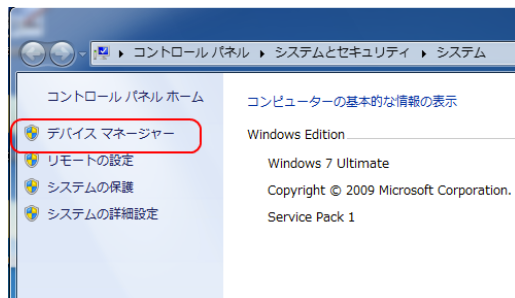 コントロール パネル ▸ システムとセキュリティ ▸ システム
コントロール パネル ホーム
デバイス マネージャー
リモートの設定
システムの保護
システムの詳細設定
コンピューターの基本的な情報の表示
Windows Edition
Windows 7 Ultimate
Copyright © 2009 Microsoft Corporation.
Service Pack 1